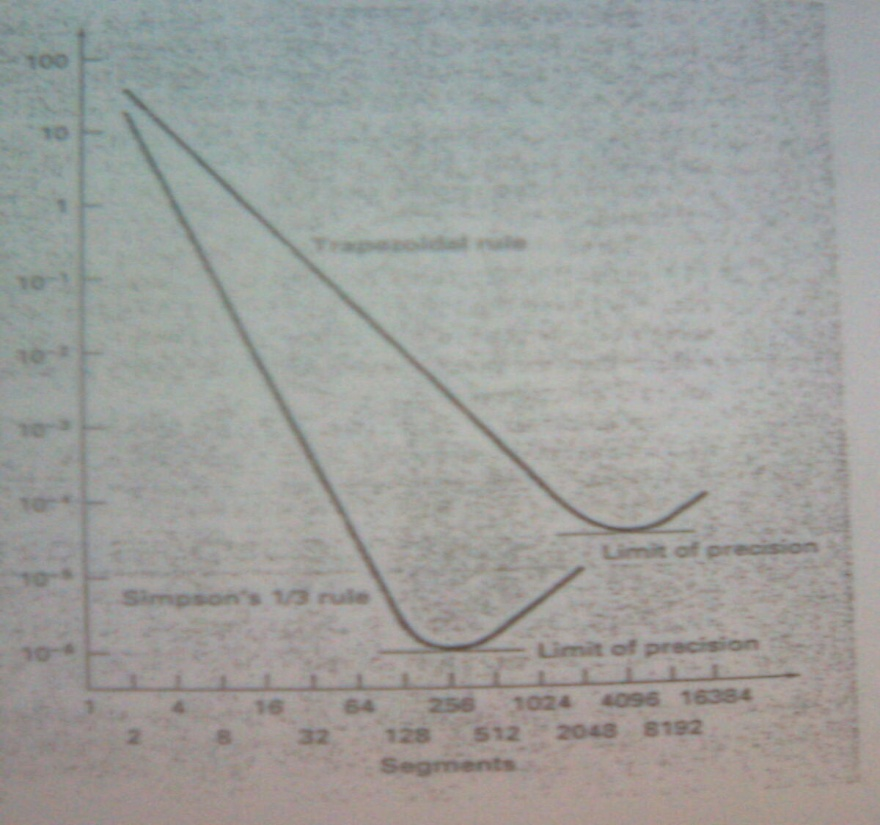 100
10
1
10⁻¹
10⁻²
10⁻³
10⁻⁴
10⁻⁵
10⁻⁶
Trapezoidal rule
Limit of precision
Simpson's 1/3 rule
Limit of precision
1 4 16 64 256 1024 4096 16384
2 8 32 128 512 2048 8192
Segments